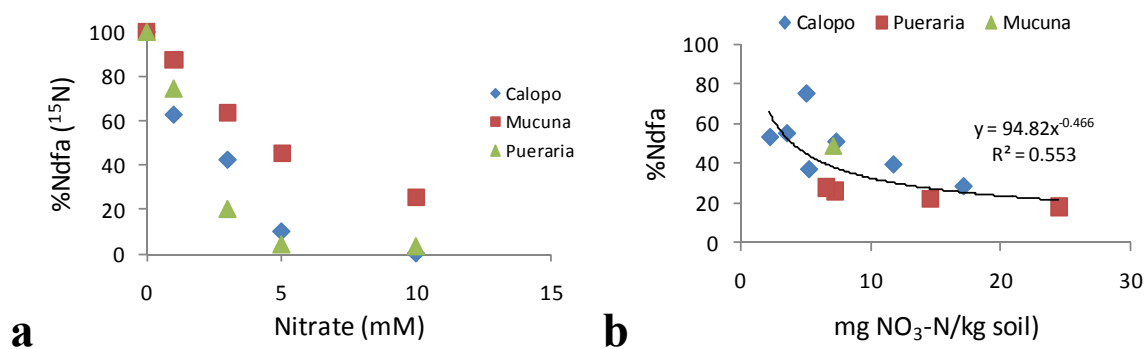 100
80
60
40
20
0
%Ndfa (¹⁵N)
0
5
10
15
Nitrate (mM)
Calopo
Mucuna
Pueraria
a
Calopo Pueraria Mucuna
100
80
60
40
20
0
%Ndfa
y = 94.82x^-0.466
R² = 0.553
0
10
20
30
mg NO₃-N/kg soil)
b